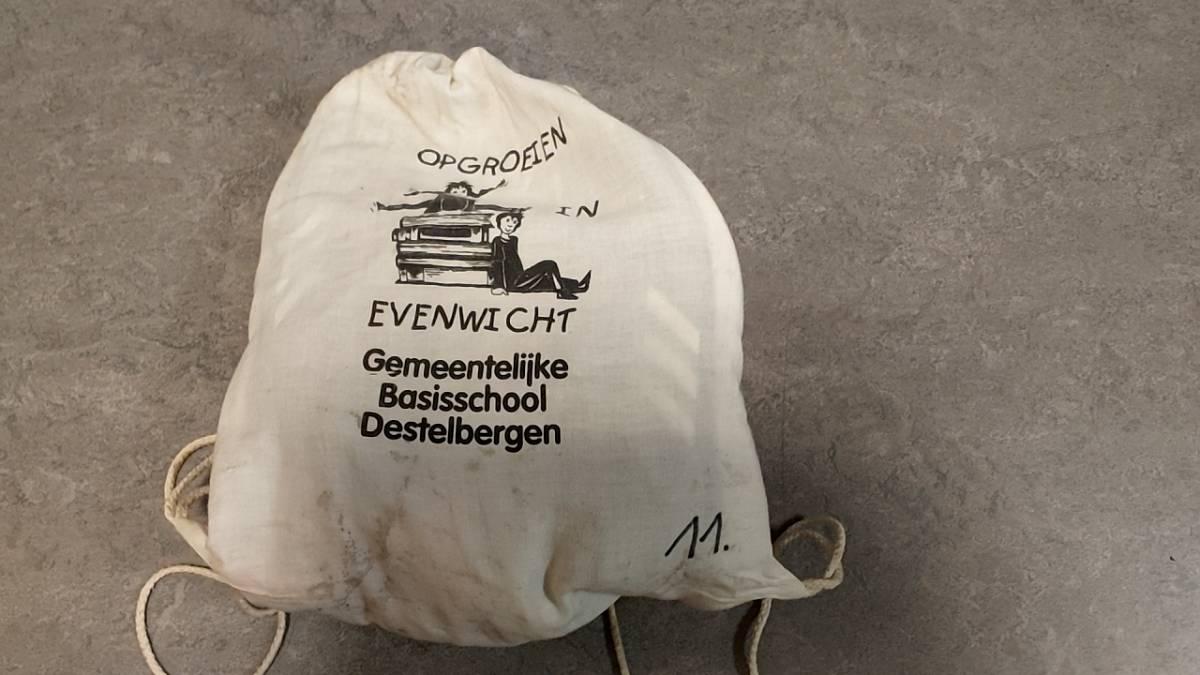 OPGROEIEN
IN
EVENWICHT
Gemeentelijke
Basisschool
Destelbergen
11.